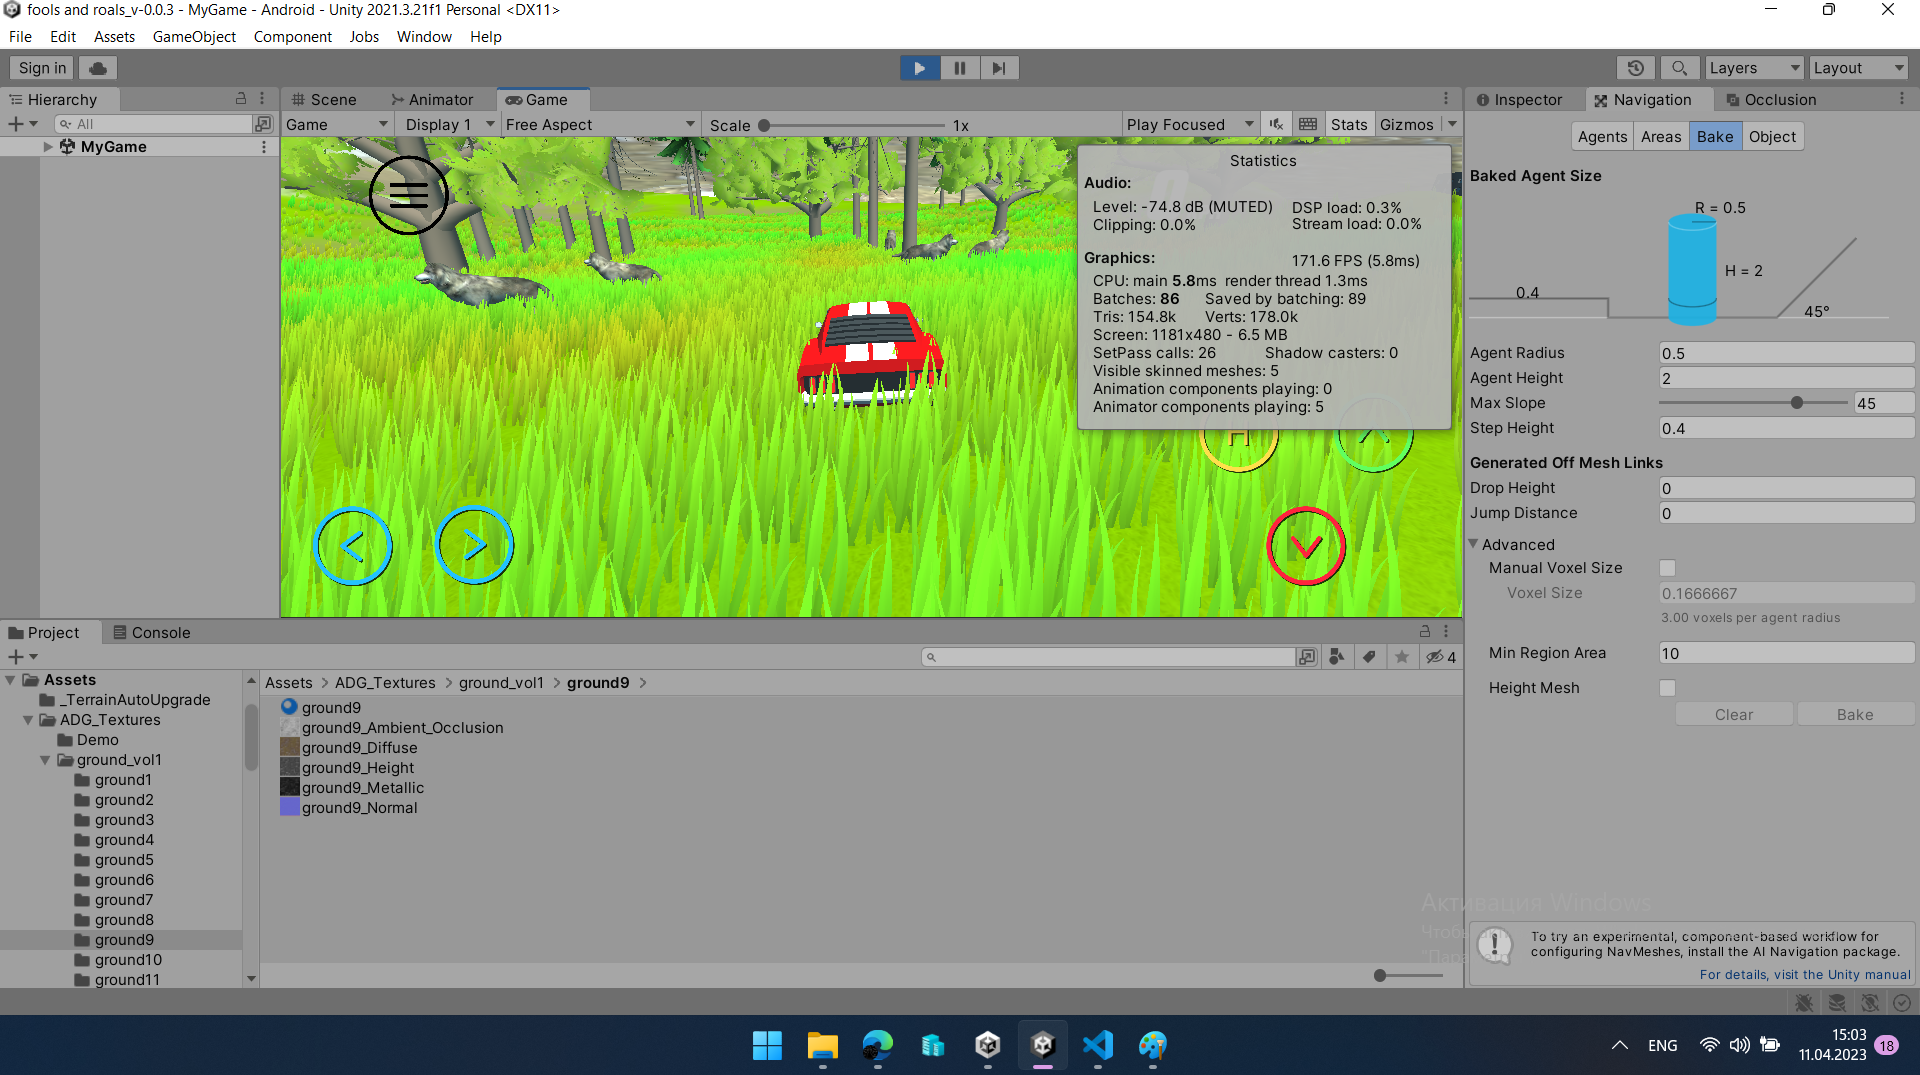 fools and roals_v-0.0.3 - MyGame - Android - Unity 2021.3.21f1 Personal <DX11>
File Edit Assets GameObject Component Jobs Window Help
Sign in
Layers Layout
Hierarchy
All
MyGame
Scene Animator Game
Game Display 1 Free Aspect Scale 1x Play Focused Stats Gizmos
Statistics
Audio:
Level: -74.8 dB (MUTED) DSP load: 0.3%
Clipping: 0.0% Stream load: 0.0%
Graphics: 171.6 FPS (5.8ms)
CPU: main 5.8ms render thread 1.3ms
Batches: 86 Saved by batching: 89
Tris: 154.8k Verts: 178.0k
Screen: 1181x480 - 6.5 MB
SetPass calls: 26 Shadow casters: 0
Visible skinned meshes: 5
Animation components playing: 0
Animator components playing: 5
H
Inspector Navigation Occlusion
Agents Areas Bake Object
Baked Agent Size
R = 0.5
H = 2
0.4
45°
Agent Radius 0.5
Agent Height 2
Max Slope 45
Step Height 0.4
Generated Off Mesh Links
Drop Height 0
Jump Distance 0
Advanced
Manual Voxel Size
Voxel Size 0.1666667
3.00 voxels per agent radius
Min Region Area 10
Height Mesh
Clear Bake
Активация Windows
To try an experimental, component-based workflow for
configuring NavMeshes, install the AI Navigation package.
For details, visit the Unity manual
Project Console
4
Assets
_TerrainAutoUpgrade
ADG_Textures
Demo
ground_vol1
ground1
ground2
ground3
ground4
ground5
ground6
ground7
ground8
ground9
ground10
ground11
Assets > ADG_Textures > ground_vol1 > ground9 >
ground9
ground9_Ambient_Occlusion
ground9_Diffuse
ground9_Height
ground9_Metallic
ground9_Normal
ENG
15:03
11.04.2023
18